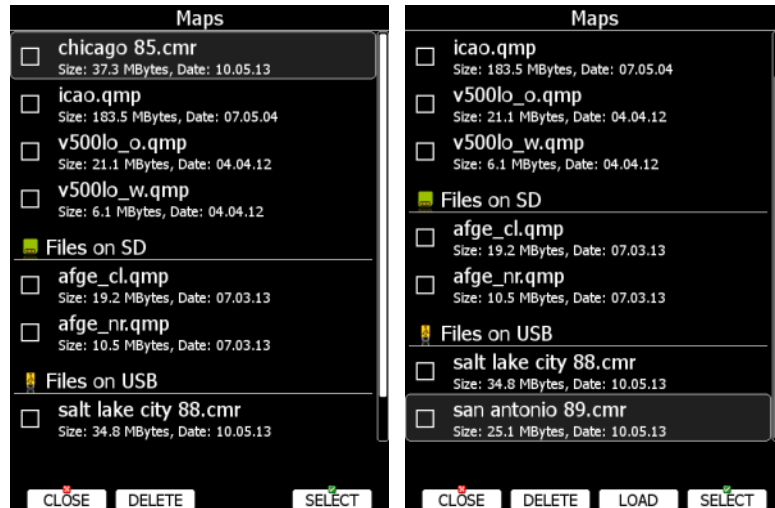 Maps
chicago 85.cmr
Size: 37.3 MBytes, Date: 10.05.13
icao.qmp
Size: 183.5 MBytes, Date: 07.05.04
v500lo_o.qmp
Size: 21.1 MBytes, Date: 04.04.12
v500lo_w.qmp
Size: 6.1 MBytes, Date: 04.04.12
Files on SD
afge_cl.qmp
Size: 19.2 MBytes, Date: 07.03.13
afge_nr.qmp
Size: 10.5 MBytes, Date: 07.03.13
Files on USB
salt lake city 88.cmr
Size: 34.8 MBytes, Date: 10.05.13
CLOSE DELETE SELECT
Maps
icao.qmp
Size: 183.5 MBytes, Date: 07.05.04
v500lo_o.qmp
Size: 21.1 MBytes, Date: 04.04.12
v500lo_w.qmp
Size: 6.1 MBytes, Date: 04.04.12
Files on SD
afge_cl.qmp
Size: 19.2 MBytes, Date: 07.03.13
afge_nr.qmp
Size: 10.5 MBytes, Date: 07.03.13
Files on USB
salt lake city 88.cmr
Size: 34.8 MBytes, Date: 10.05.13
san antonio 89.cmr
Size: 25.1 MBytes, Date: 10.05.13
CLOSE DELETE LOAD SELECT